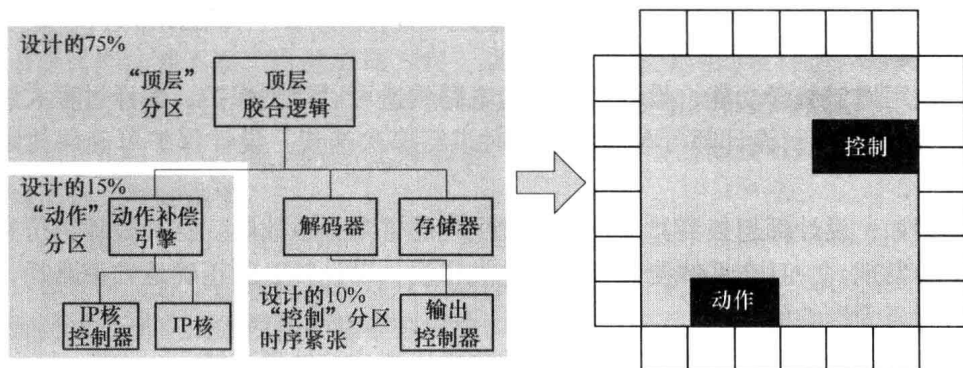 设计的75%
“顶层”
分区
顶层
胶合逻辑
设计的15%
“动作”
分区
动作补偿
引擎
解码器
存储器
IP核
控制器
IP核
设计的10%
“控制”分区
时序紧张
输出
控制器
控制
动作